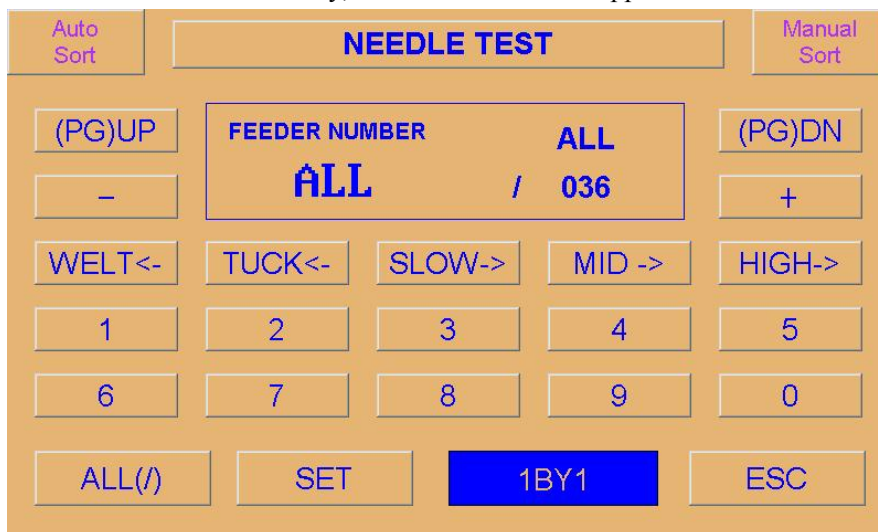 Auto
Sort
NEEDLE TEST
Manual
Sort
(PG)UP
FEEDER NUMBER
ALL
(PG)DN
-
ALL / 036
+
WELT<-
TUCK<-
SLOW->
MID ->
HIGH->
1
2
3
4
5
6
7
8
9
0
ALL(/)
SET
1BY1
ESC